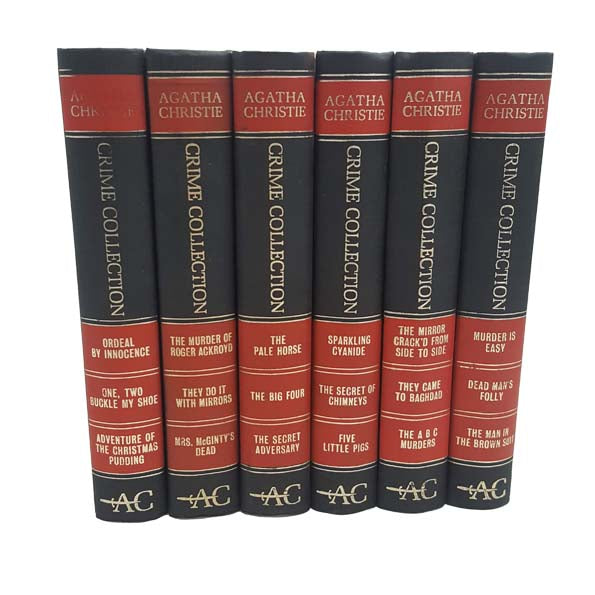 AGATHA
CHRISTIE
CRIME COLLECTION
ORDEAL
BY INNOCENCE
ONE, TWO
BUCKLE MY SHOE
ADVENTURE OF
THE CHRISTMAS
PUDDING
AC
AGATHA
CHRISTIE
CRIME COLLECTION
THE MURDER OF
ROGER ACKROYD
THEY DO IT
WITH MIRRORS
MRS. McGINTY'S
DEAD
AC
AGATHA
CHRISTIE
CRIME COLLECTION
THE
PALE HORSE
THE BIG FOUR
THE SECRET
ADVERSARY
AC
AGATHA
CHRISTIE
CRIME COLLECTION
SPARKLING
CYANIDE
THE SECRET OF
CHIMNEYS
FIVE
LITTLE PIGS
AC
AGATHA
CHRISTIE
CRIME COLLECTION
THE MIRROR
CRACK'D FROM
SIDE TO SIDE
THEY CAME
TO BAGHDAD
THE A B C
MURDERS
AC
AGATHA
CHRISTIE
CRIME COLLECTION
MURDER IS
EASY
DEAD MAN'S
FOLLY
THE MAN IN
THE BROWN SUIT
AC